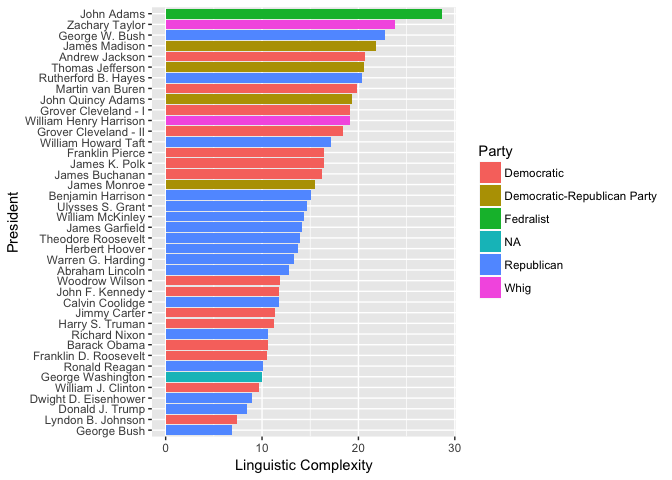 John Adams
Zachary Taylor
George W. Bush
James Madison
Andrew Jackson
Thomas Jefferson
Rutherford B. Hayes
Martin van Buren
John Quincy Adams
Grover Cleveland - I
William Henry Harrison
Grover Cleveland - II
William Howard Taft
Franklin Pierce
James K. Polk
James Buchanan
James Monroe
Benjamin Harrison
Ulysses S. Grant
William McKinley
James Garfield
Theodore Roosevelt
Herbert Hoover
Warren G. Harding
Abraham Lincoln
Woodrow Wilson
John F. Kennedy
Calvin Coolidge
Jimmy Carter
Harry S. Truman
Richard Nixon
Barack Obama
Franklin D. Roosevelt
Ronald Reagan
George Washington
William J. Clinton
Dwight D. Eisenhower
Donald J. Trump
Lyndon B. Johnson
George Bush
President
0 10 20 30
Linguistic Complexity
Party
Democratic
Democratic-Republican Party
Fedralist
NA
Republican
Whig